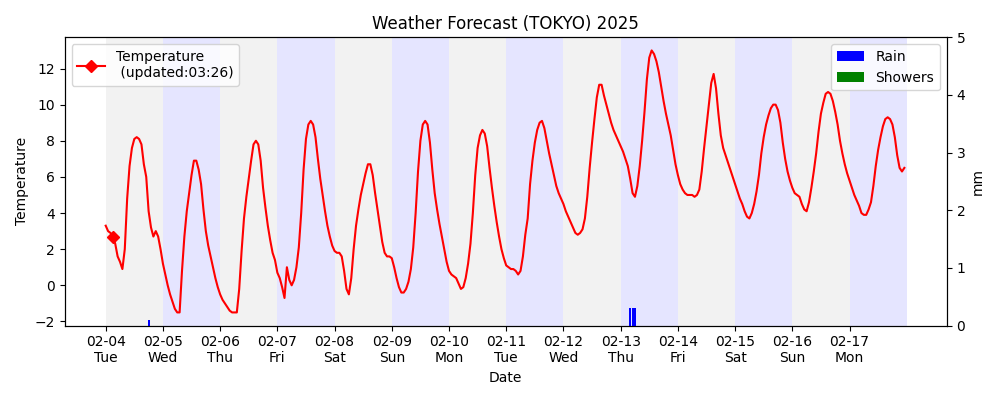 Weather Forecast (TOKYO) 2025
Temperature
(updated:03:26)
Rain
Showers
Temperature
12
10
8
6
4
2
0
−2
5
4
3
2
1
0
mm
02-04 02-05 02-06 02-07 02-08 02-09 02-10 02-11 02-12 02-13 02-14 02-15 02-16 02-17
Tue Wed Thu Fri Sat Sun Mon Tue Wed Thu Fri Sat Sun Mon
Date